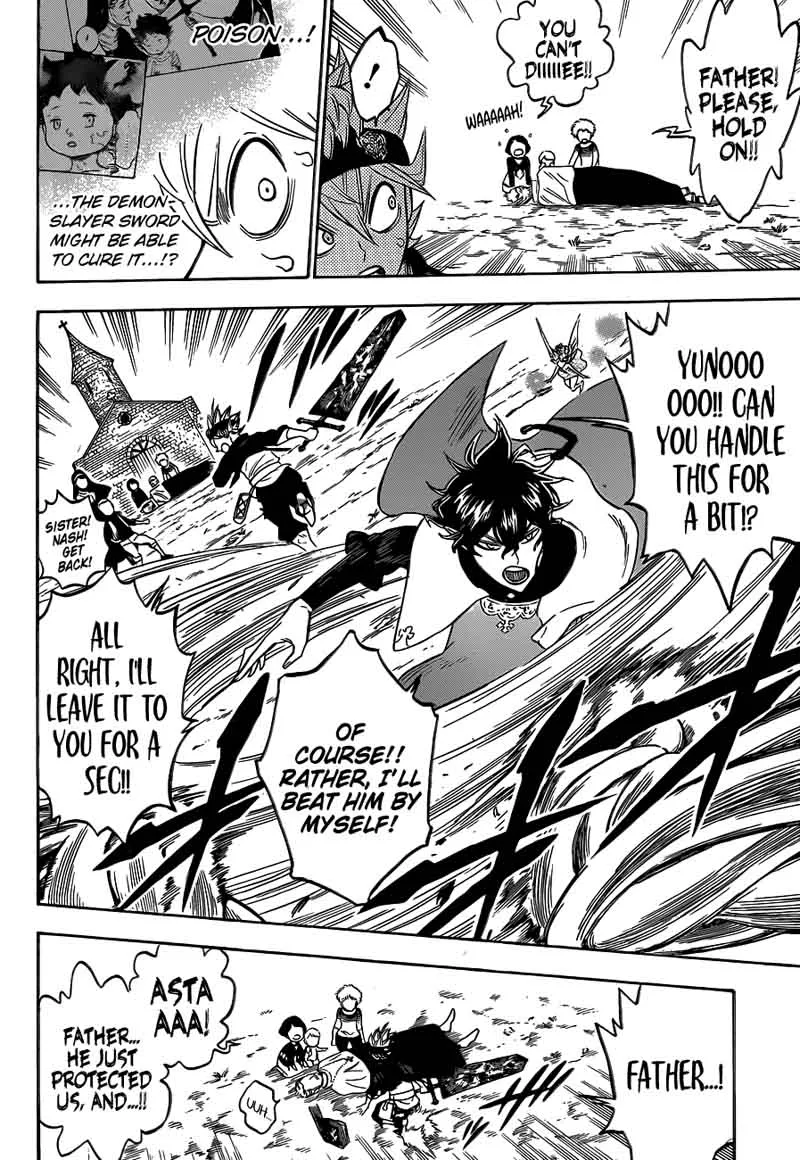 FATHER!
PLEASE,
HOLD
ON!!
YOU
CAN'T
DIIIIIEE!!
WAAAAAH!
!
POISON...!
...THE DEMON-
SLAYER SWORD
MIGHT BE ABLE
TO CURE IT...!?
YUNOOO
OOO!! CAN
YOU HANDLE
THIS FOR
A BIT!?
SISTER!
NASH!
GET
BACK!
OF
COURSE!!
RATHER, I'LL
BEAT HIM BY
MYSELF!
ALL
RIGHT, I'LL
LEAVE IT TO
YOU FOR A
SEC!!
FATHER...!
ASTA
AAA!
FATHER...
HE JUST
PROTECTED
US, AND...!!
UUH...